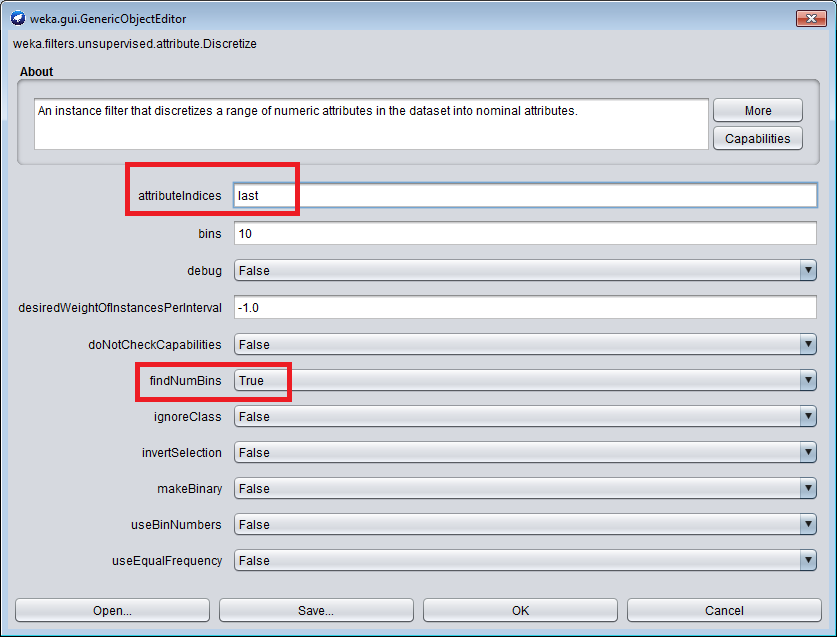 weka.gui.GenericObjectEditor
weka.filters.unsupervised.attribute.Discretize
About
An instance filter that discretizes a range of numeric attributes in the dataset into nominal attributes.
More
Capabilities
attributeIndices last
bins 10
debug False
desiredWeightOfInstancesPerInterval -1.0
doNotCheckCapabilities False
findNumBins True
ignoreClass False
invertSelection False
makeBinary False
useBinNumbers False
useEqualFrequency False
Open... Save... OK Cancel